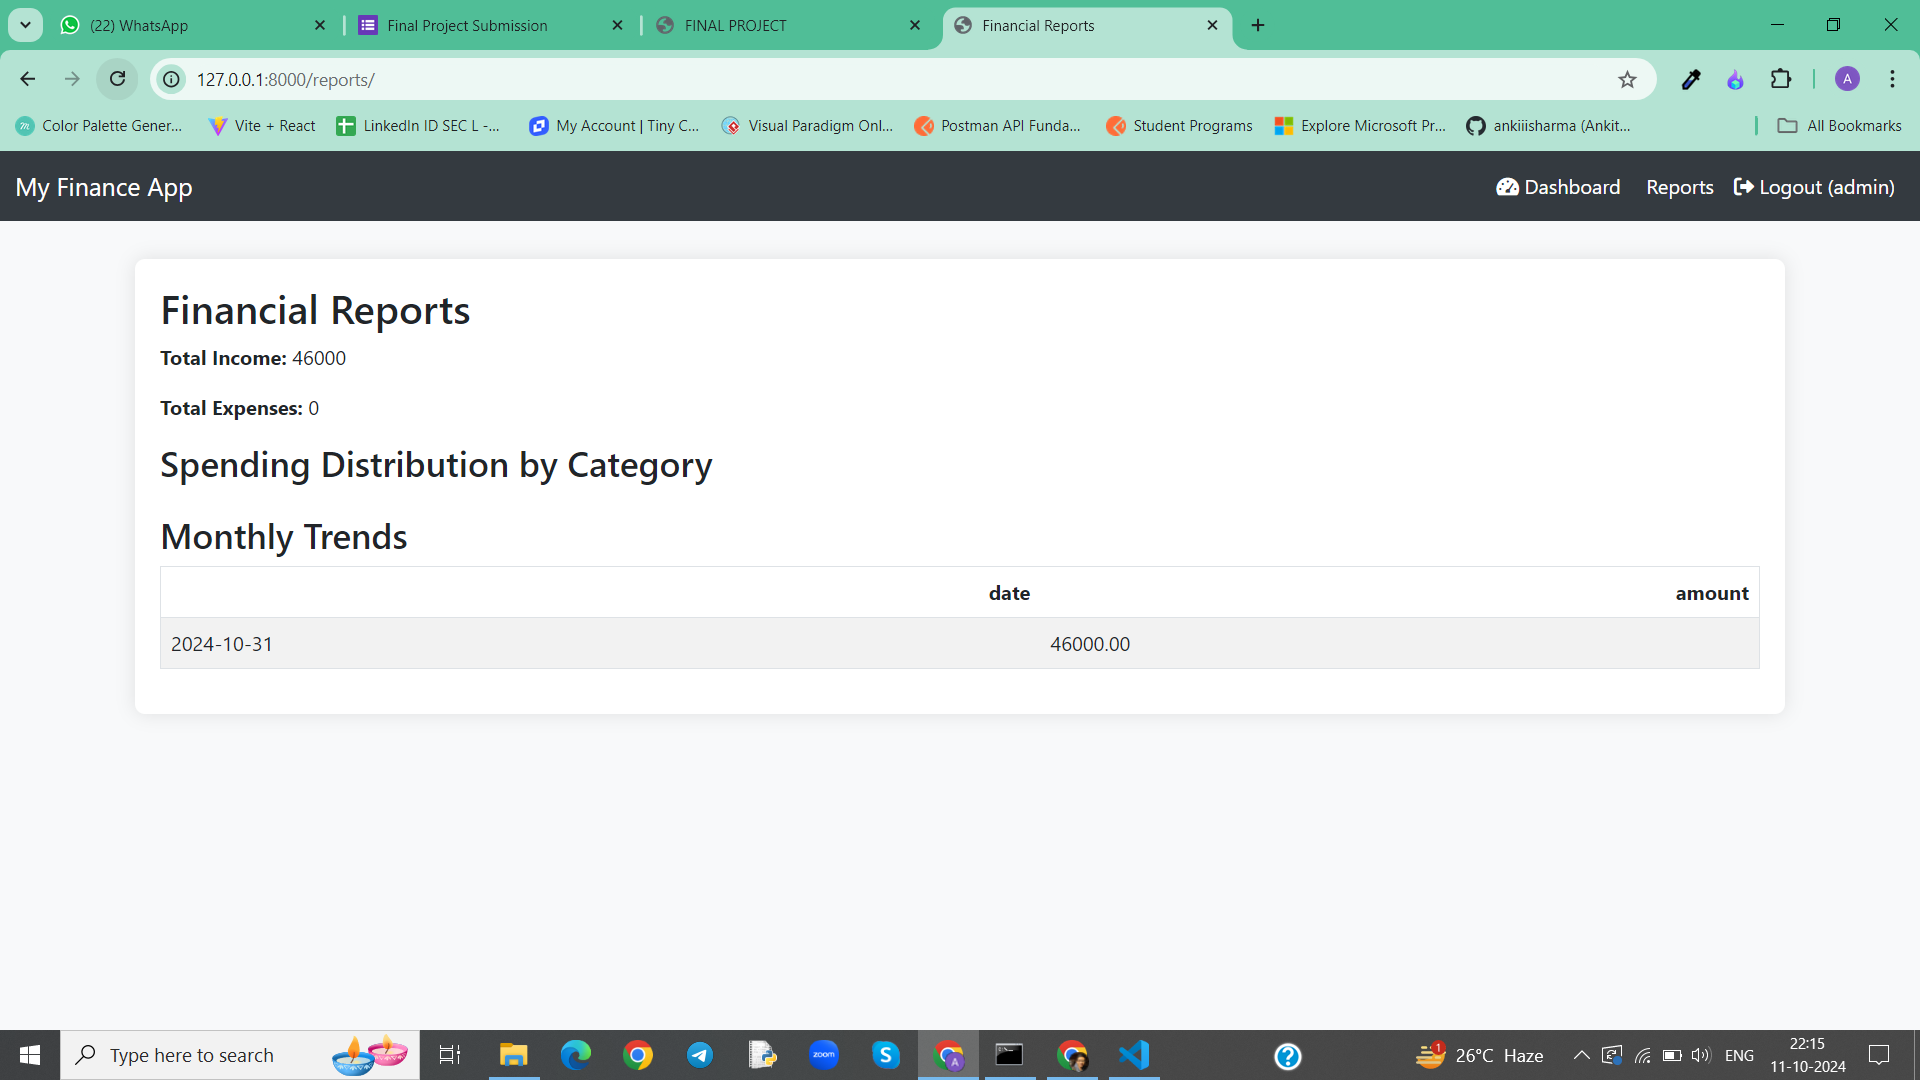 (22) WhatsApp
Final Project Submission
FINAL PROJECT
Financial Reports
127.0.0.1:8000/reports/
A
Color Palette Gener...
Vite + React
LinkedIn ID SEC L -...
My Account | Tiny C...
Visual Paradigm Onl...
Postman API Funda...
Student Programs
Explore Microsoft Pr...
ankiiisharma (Ankit...
All Bookmarks
My Finance App
Dashboard
Reports
Logout (admin)
Financial Reports
Total Income: 46000
Total Expenses: 0
Spending Distribution by Category
Monthly Trends
date amount
2024-10-31 46000.00
Type here to search
zoom
A
1
26°C Haze
ENG
22:15
11-10-2024